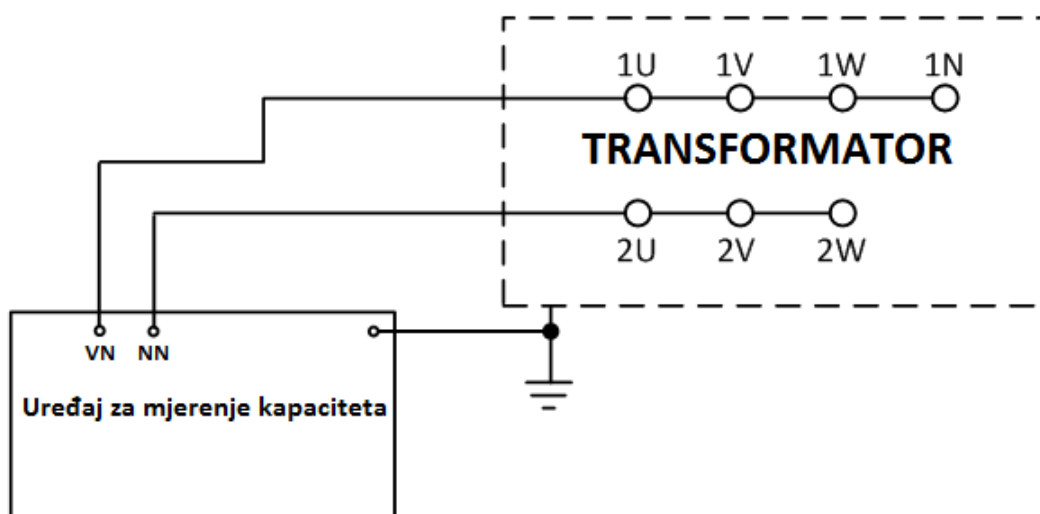 1U 1V 1W 1N
TRANSFORMATOR
2U 2V 2W
VN NN
Uređaj za mjerenje kapaciteta